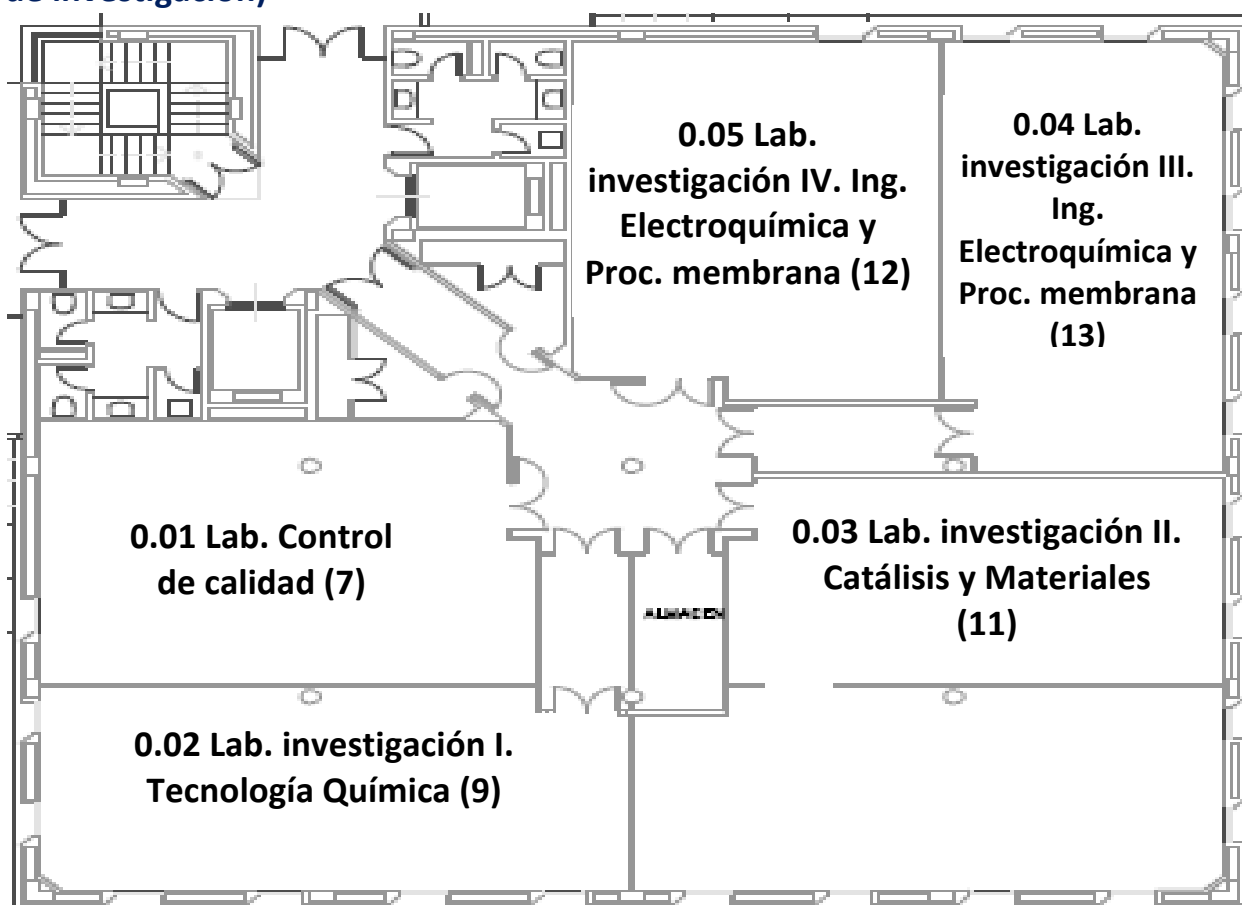 de investigación)
0.05 Lab.
investigación IV. Ing.
Electroquímica y
Proc. membrana (12)
0.04 Lab.
investigación III.
Ing.
Electroquímica y
Proc. membrana
(13)
0.01 Lab. Control
de calidad (7)
0.03 Lab. investigación II.
Catálisis y Materiales
(11)
ALMACEN
0.02 Lab. investigación I.
Tecnología Química (9)